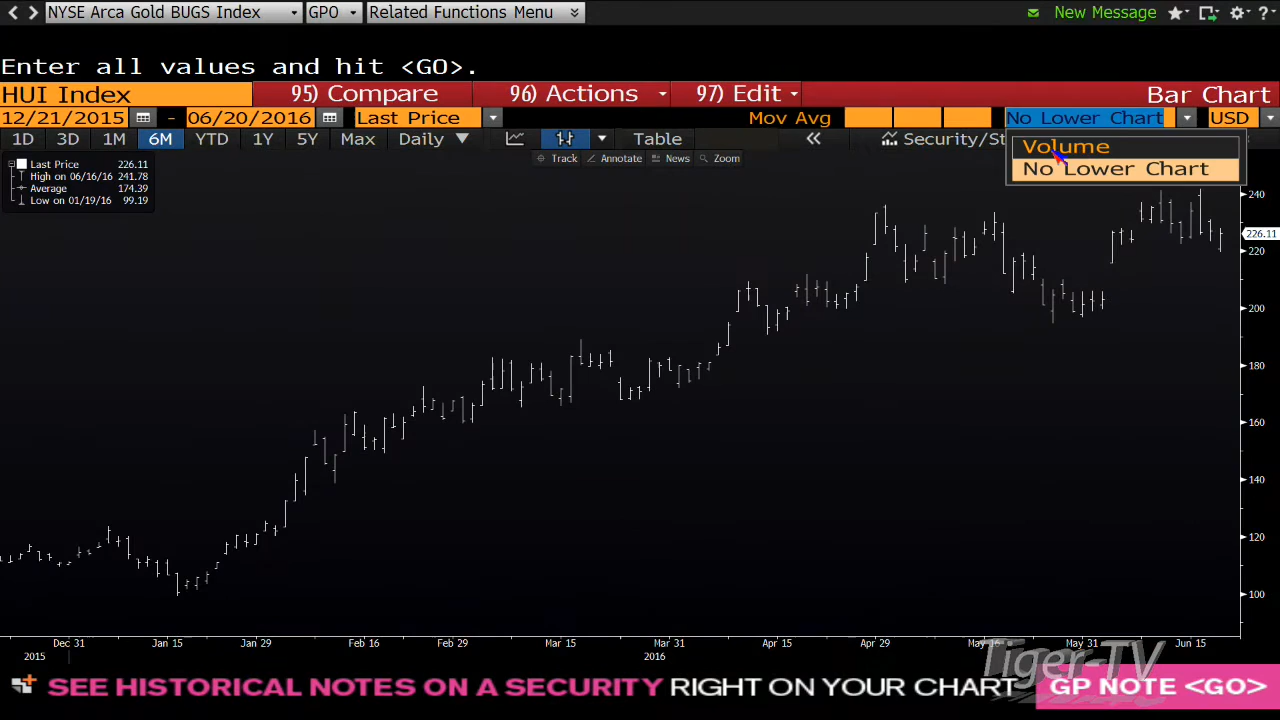 NYSE Arca Gold BUGS Index GPO Related Functions Menu New Message ?
Enter all values and hit <GO>.
HUI Index 95) Compare 96) Actions 97) Edit Bar Chart
12/21/2015 - 06/20/2016 Last Price Mov Avg No Lower Chart USD
1D 3D 1M 6M YTD 1Y 5Y Max Daily Table Security/St
Volume
No Lower Chart
Track Annotate News Zoom
Last Price 226.11
High on 06/16/16 241.78
Average 174.39
Low on 01/19/16 99.19
240
226.11
220
200
180
160
140
120
100
Dec 31 Jan 15 Jan 29 Feb 16 Feb 29 Mar 15 Mar 31 Apr 15 Apr 29 May 16 May 31 Jun 15
2015 2016
Tiger-TV
SEE HISTORICAL NOTES ON A SECURITY RIGHT ON YOUR CHART GP NOTE <GO>